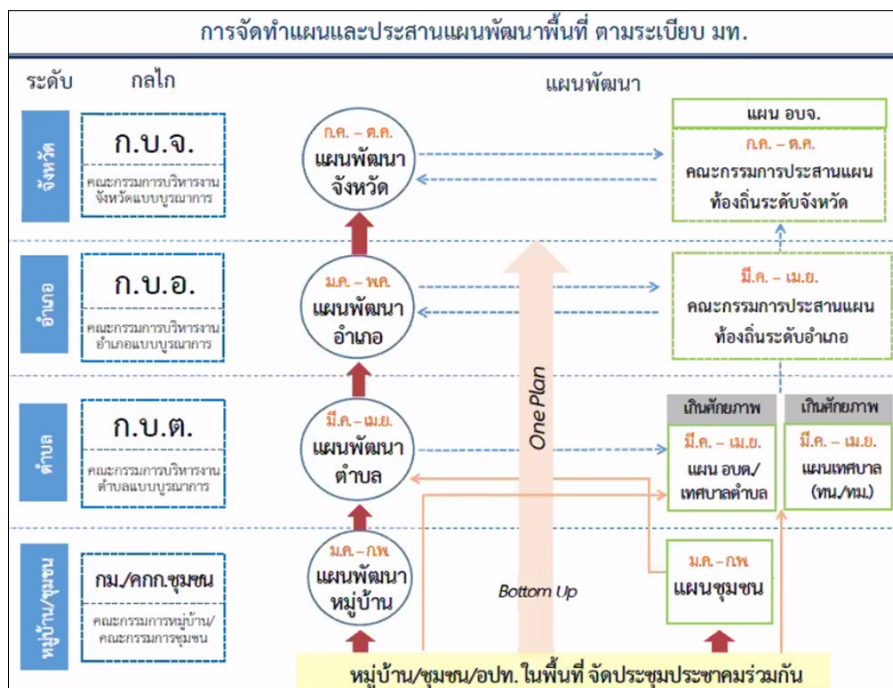 การจัดทำแผนและประสานแผนพัฒนาพื้นที่ ตามระเบียบ มท.
ระดับ
กลไก
แผนพัฒนา
จังหวัด
ก.บ.จ.
คณะกรรมการบริหารงาน
จังหวัดแบบบูรณาการ
ก.ค. – ต.ค.
แผนพัฒนา
จังหวัด
แผน อบจ.
ก.ค. – ต.ค.
คณะกรรมการประสานแผน
ท้องถิ่นระดับจังหวัด
อำเภอ
ก.บ.อ.
คณะกรรมการบริหารงาน
อำเภอแบบบูรณาการ
ม.ค. – พ.ค.
แผนพัฒนา
อำเภอ
มี.ค. – เม.ย.
คณะกรรมการประสานแผน
ท้องถิ่นระดับอำเภอ
One Plan
ตำบล
ก.บ.ต.
คณะกรรมการบริหารงาน
ตำบลแบบบูรณาการ
มี.ค. – เม.ย.
แผนพัฒนา
ตำบล
เกินศักยภาพ
มี.ค. – เม.ย.
แผน อบต./
เทศบาลตำบล
เกินศักยภาพ
มี.ค. – เม.ย.
แผนเทศบาล
(ทน./ทม.)
หมู่บ้าน/ชุมชน
กม./คกก.ชุมชน
คณะกรรมการหมู่บ้าน/
คณะกรรมการชุมชน
ม.ค. – ก.พ.
แผนพัฒนา
หมู่บ้าน
Bottom Up
ม.ค. – ก.พ.
แผนชุมชน
หมู่บ้าน/ชุมชน/อปท. ในพื้นที่ จัดประชุมประชาคมร่วมกัน